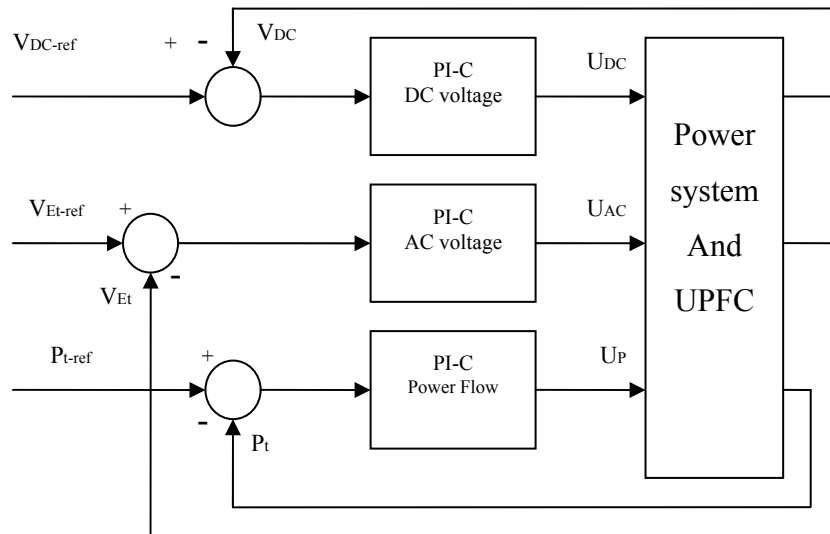 VDC-ref
+
-
VDC
PI-C
DC voltage
UDC
Power
system
And
UPFC
VEt-ref
+
-
VEt
PI-C
AC voltage
UAC
Pt-ref
+
-
Pt
PI-C
Power Flow
UP